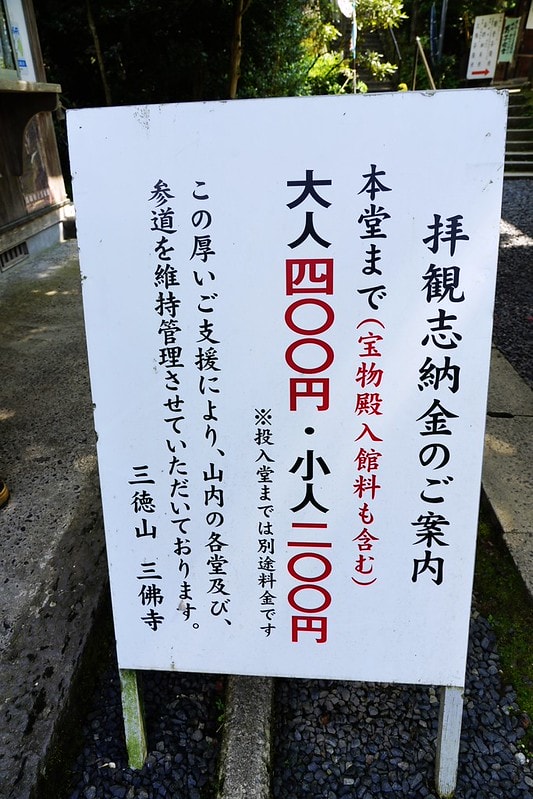 拝観志納金のご案内
本堂まで(宝物殿入館料も含む)
大人四〇〇円・小人二〇〇円
※投入堂までは別途料金です
この厚いご支援により、山内の各堂及び、
参道を維持管理させていただいております。
三徳山 三佛寺